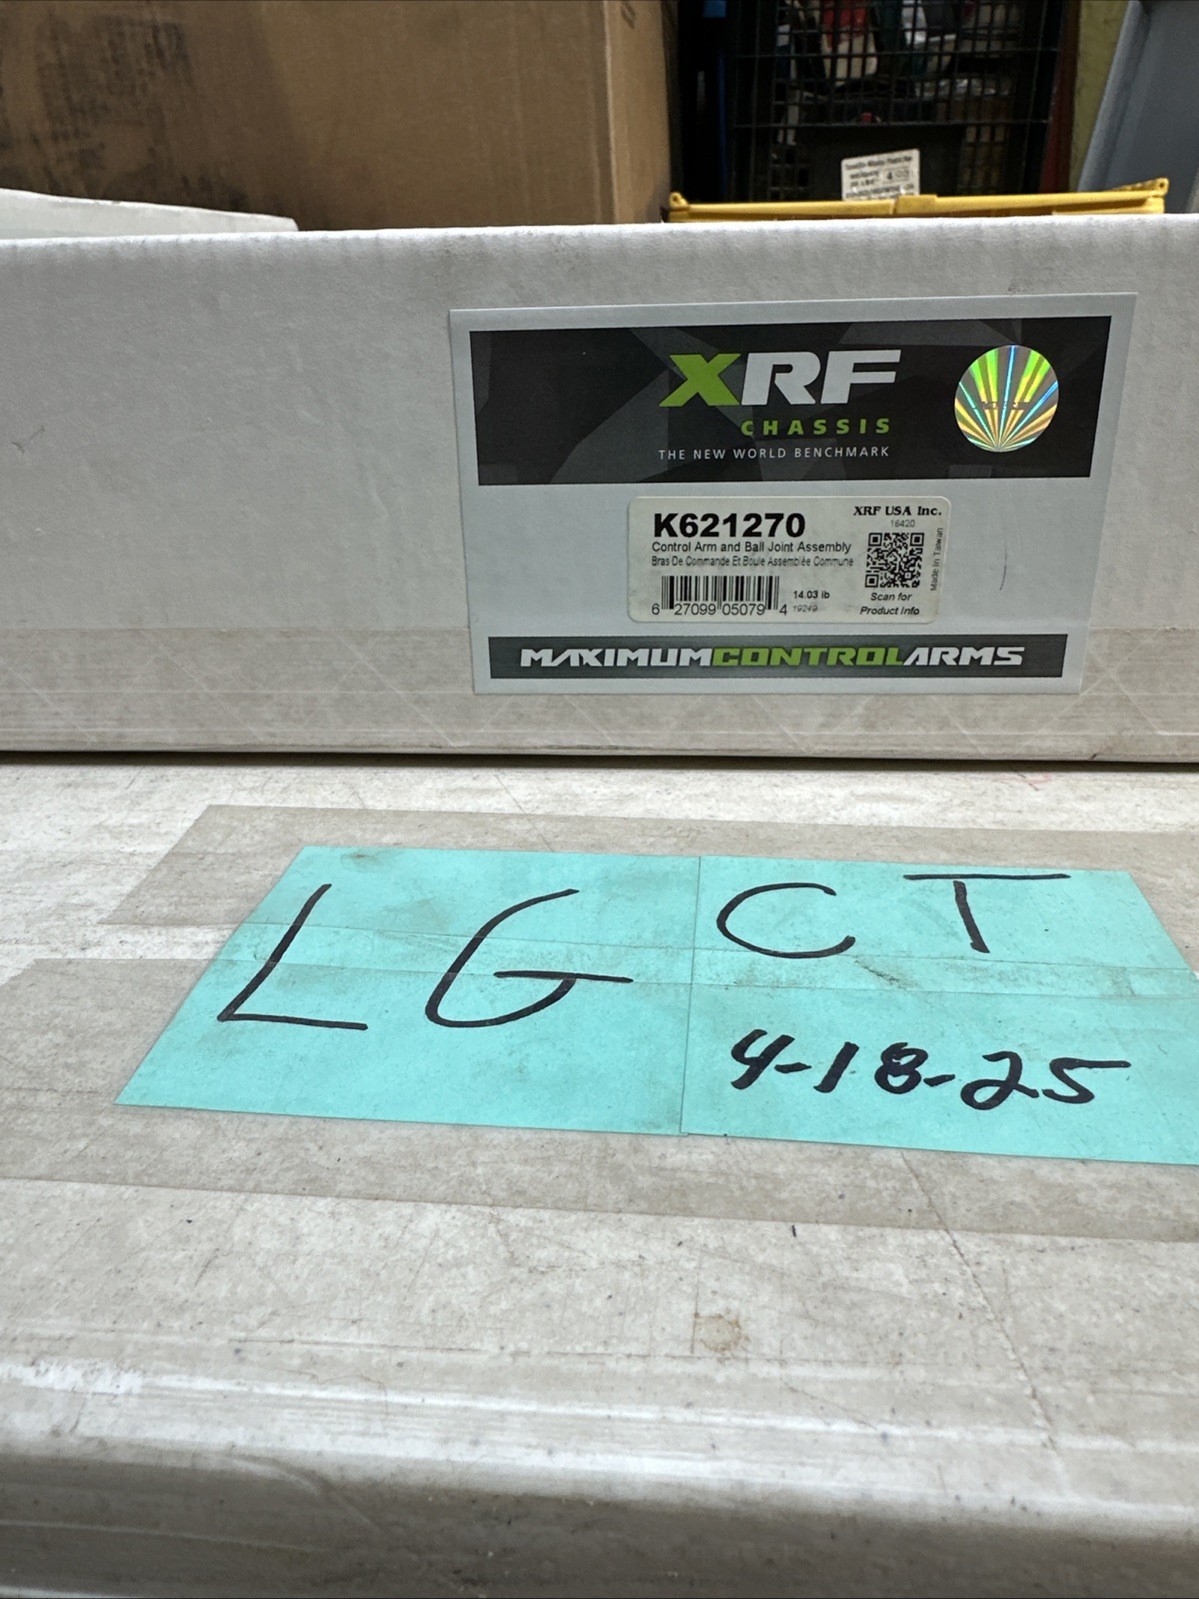 XRF
CHASSIS
THE NEW WORLD BENCHMARK
K621270
XRF USA Inc.
16420
Control Arm and Ball Joint Assembly
Bras De Commande Et Boule Assemblée Commune
Made In Taiwan
14.03 lb
6 27099 05079 4
19249
Scan for
Product Info
MAXIMUMCONTROLARMS
LG
CT
4-18-25